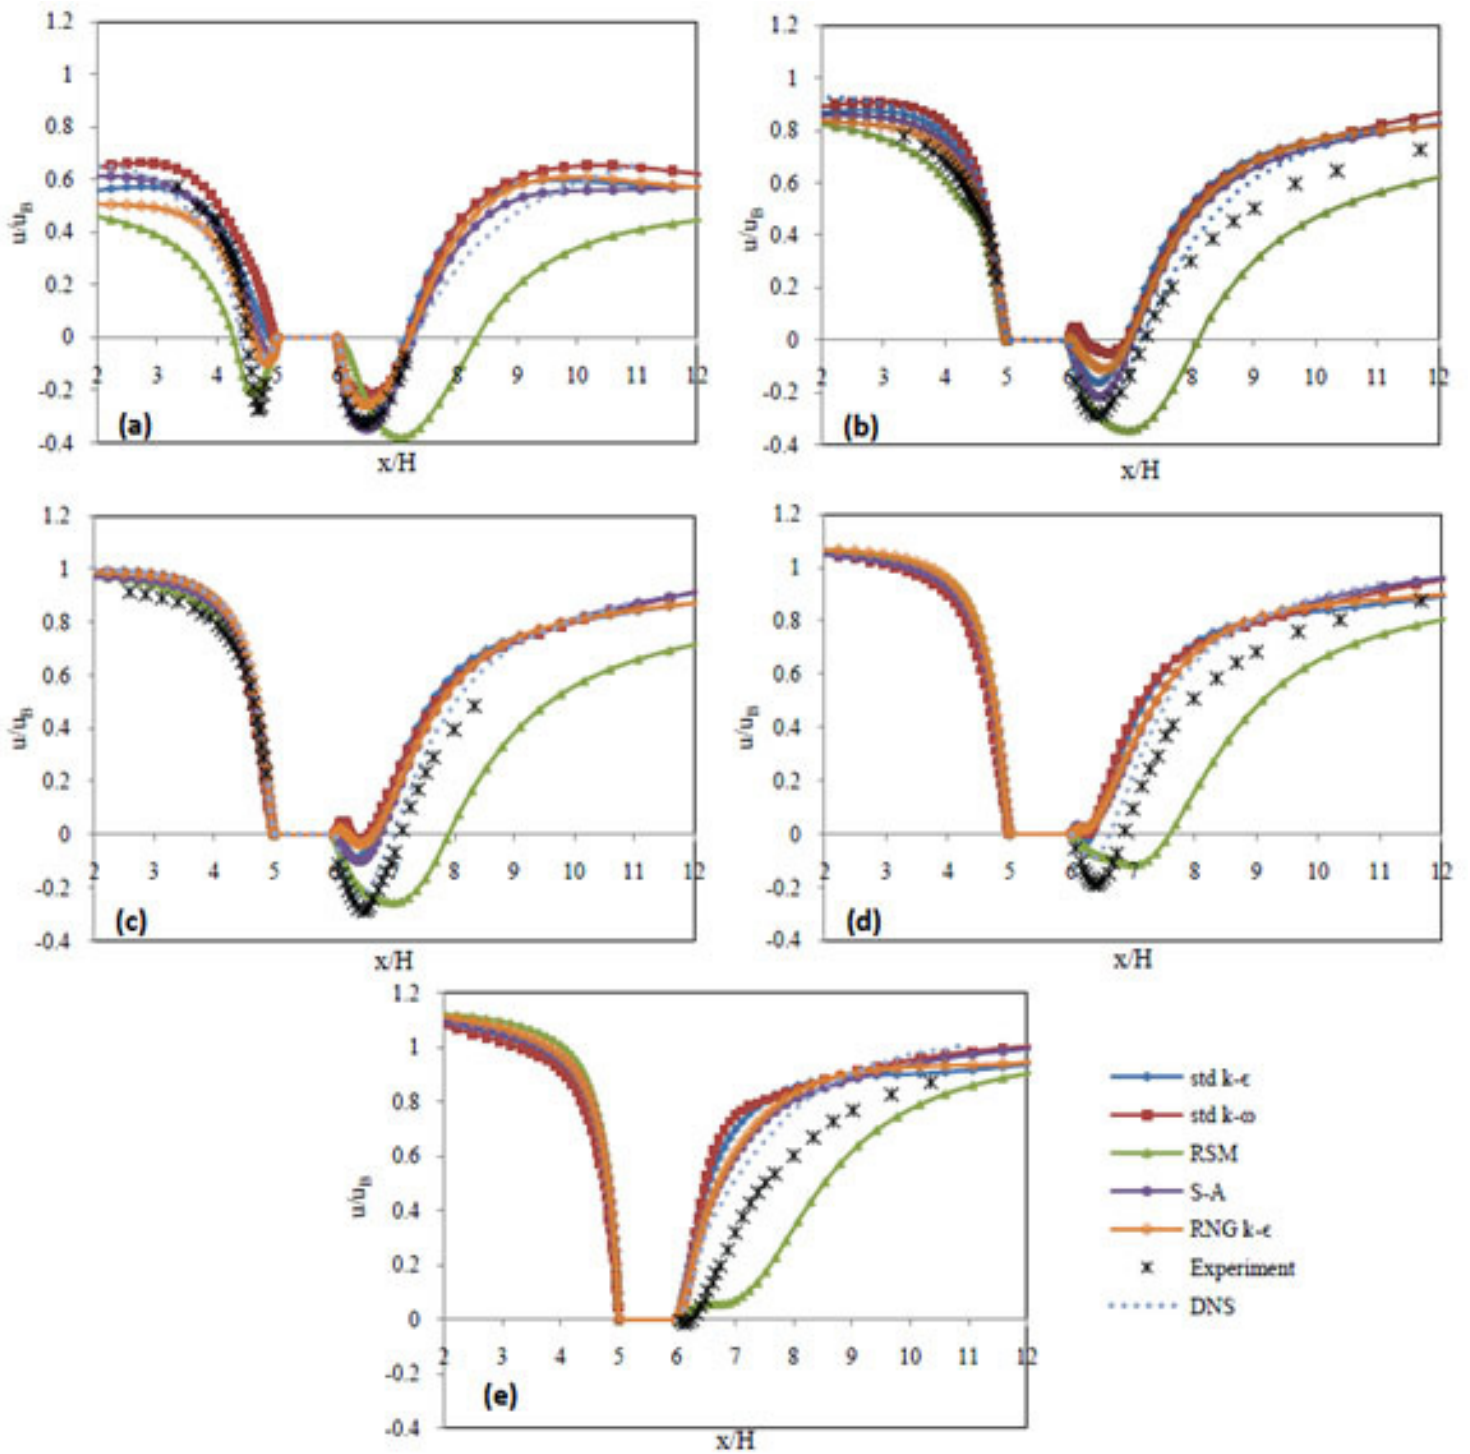 1.2
1
0.8
0.6
0.4
0.2
0
-0.2
-0.4
u/u_B
2 3 4 5 6 7 8 9 10 11 12
(a)
x/H
1.2
1
0.8
0.6
0.4
0.2
0
-0.2
-0.4
u/u_B
2 3 4 5 6 7 8 9 10 11 12
(b)
x/H
1.2
1
0.8
0.6
0.4
0.2
0
-0.2
-0.4
u/u_B
2 3 4 5 6 7 8 9 10 11 12
(c)
x/H
1.2
1
0.8
0.6
0.4
0.2
0
-0.2
-0.4
u/u_B
2 3 4 5 6 7 8 9 10 11 12
(d)
x/H
1.2
1
0.8
0.6
0.4
0.2
0
-0.2
-0.4
u/u_B
2 3 4 5 6 7 8 9 10 11 12
(e)
x/H
std k-ϵ
std k-ω
RSM
S-A
RNG k-ϵ
Experiment
DNS